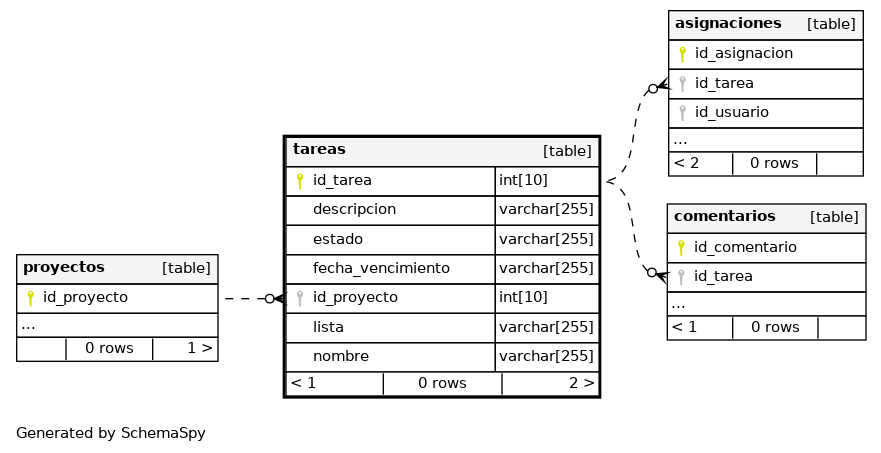 asignaciones [table]
id_asignacion
id_tarea
id_usuario
...
< 2 0 rows
tareas [table]
id_tarea int[10]
descripcion varchar[255]
estado varchar[255]
fecha_vencimiento varchar[255]
id_proyecto int[10]
lista varchar[255]
nombre varchar[255]
< 1 0 rows 2 >
comentarios [table]
id_comentario
id_tarea
...
< 1 0 rows
proyectos [table]
id_proyecto
...
0 rows 1 >
Generated by SchemaSpy